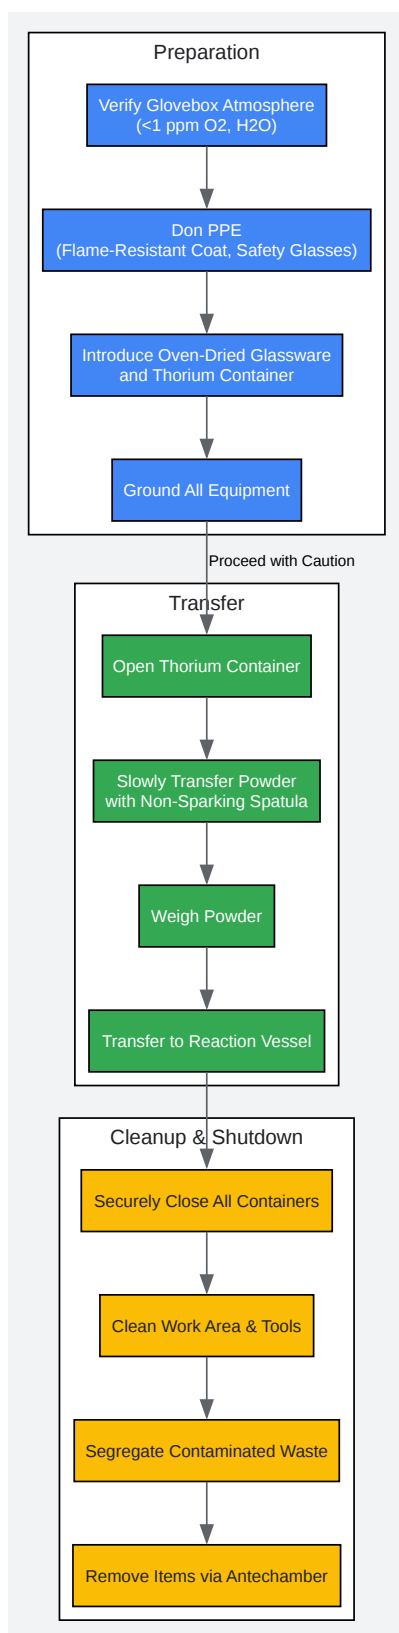 Preparation
Verify Glovebox Atmosphere
(<1 ppm O2, H2O)
Don PPE
(Flame-Resistant Coat, Safety Glasses)
Introduce Oven-Dried Glassware
and Thorium Container
Ground All Equipment
Proceed with Caution
Transfer
Open Thorium Container
Slowly Transfer Powder
with Non-Sparking Spatula
Weigh Powder
Transfer to Reaction Vessel
Cleanup & Shutdown
Securely Close All Containers
Clean Work Area & Tools
Segregate Contaminated Waste
Remove Items via Antechamber